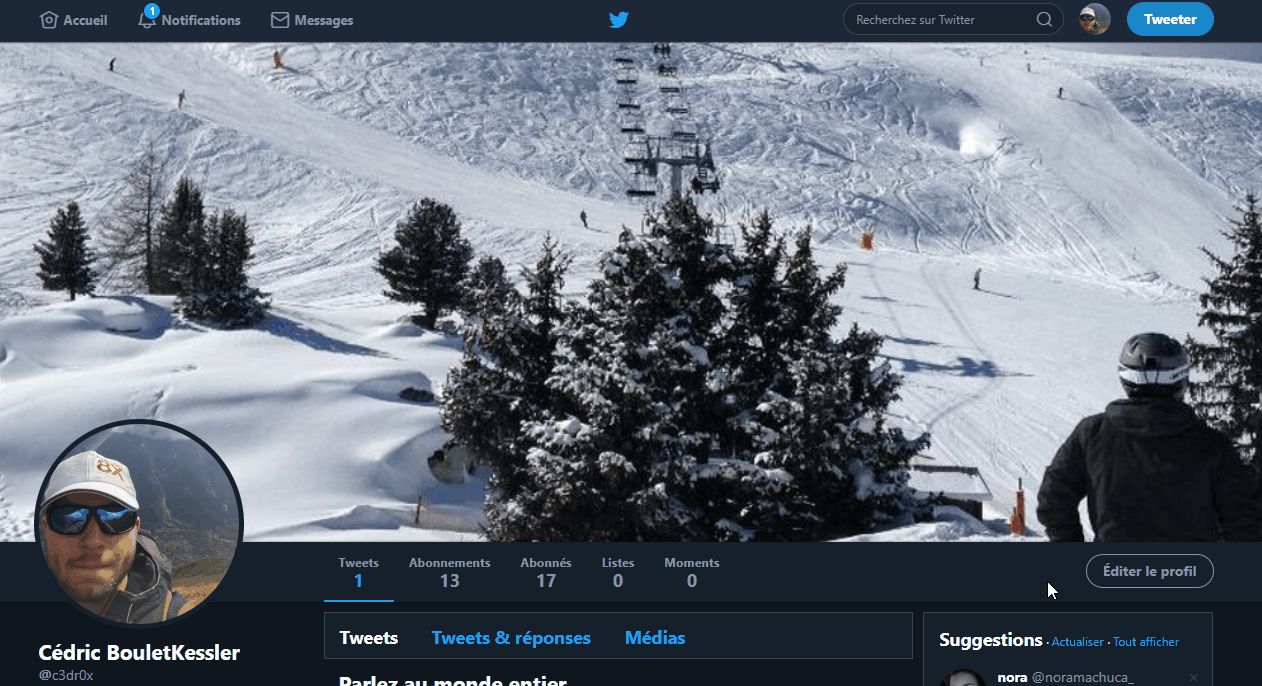 Accueil
1
Notifications
Messages
Recherchez sur Twitter
Tweeter
Tweets
1
Abonnements
13
Abonnés
17
Listes
0
Moments
0
Éditer le profil
Cédric BouletKessler
@c3dr0x
Tweets
Tweets & réponses
Médias
Parlez au monde entier
Suggestions · Actualiser · Tout afficher
nora @noramachuca_